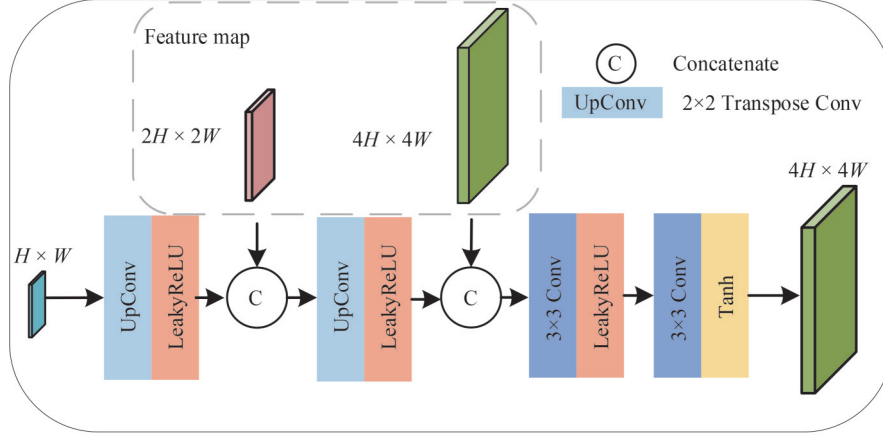 Feature map
2H × 2W
4H × 4W
C
Concatenate
UpConv
2×2 Transpose Conv
4H × 4W
H × W
UpConv
LeakyReLU
C
UpConv
LeakyReLU
C
3×3 Conv
LeakyReLU
3×3 Conv
Tanh